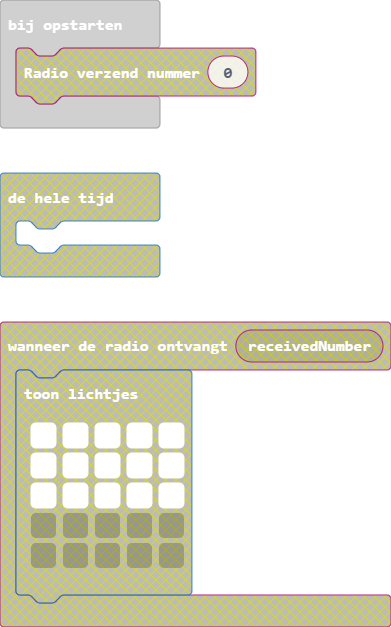 bij opstarten
Radio verzend nummer 0
de hele tijd
wanneer de radio ontvangt receivedNumber
toon lichtjes